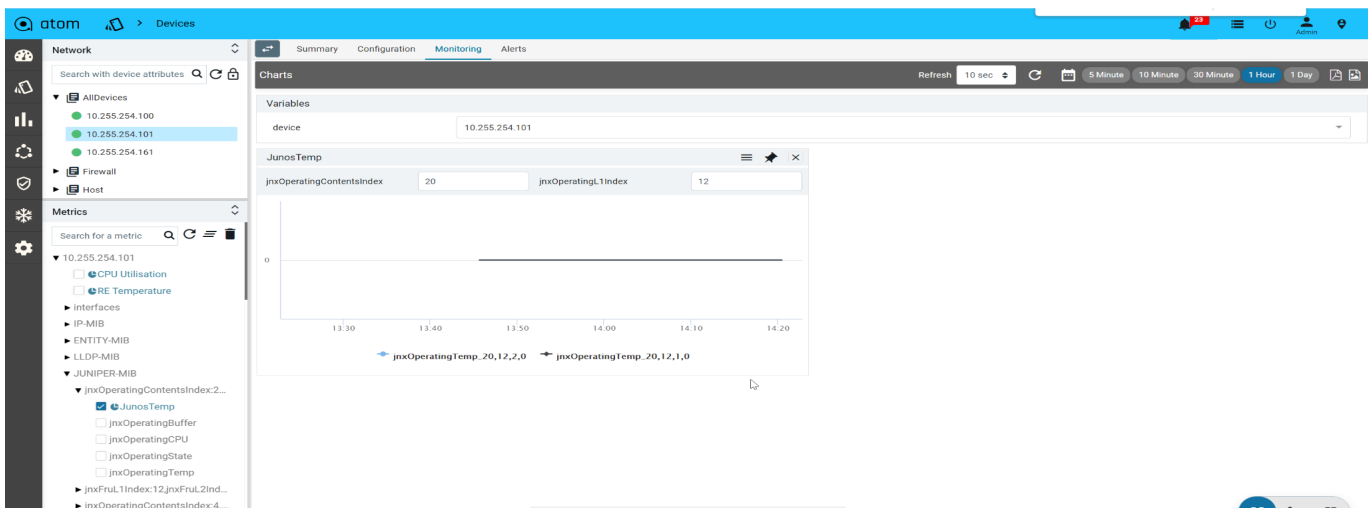 atom > Devices 23 Admin
Network
Search with device attributes
AllDevices
10.255.254.100
10.255.254.101
10.255.254.161
Firewall
Host
Metrics
Search for a metric
10.255.254.101
CPU Utilisation
RE Temperature
interfaces
IP-MIB
ENTITY-MIB
LLDP-MIB
JUNIPER-MIB
jnxOperatingContentsIndex:2...
JunosTemp
jnxOperatingBuffer
jnxOperatingCPU
jnxOperatingState
jnxOperatingTemp
jnxFruL1Index:12,jnxFruL2Ind...
jnxOperatingContentsIndex:4...
Summary Configuration Monitoring Alerts
Charts Refresh 10 sec 5 Minute 10 Minute 30 Minute 1 Hour 1 Day
Variables
device 10.255.254.101
JunosTemp
jnxOperatingContentsIndex 20 jnxOperatingL1Index 12
0
13:30 13:40 13:50 14:00 14:10 14:20
jnxOperatingTemp_20,12,2,0 jnxOperatingTemp_20,12,1,0